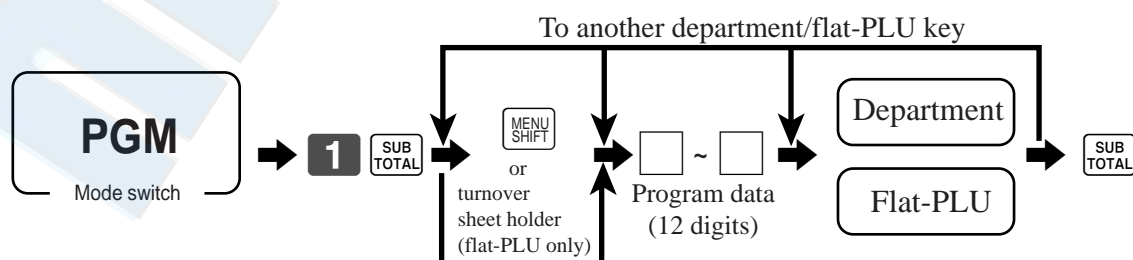 To another department/flat-PLU key
PGM
Mode switch
1
SUB
TOTAL
MENU
SHIFT
or
turnover
sheet holder
(flat-PLU only)
~
Program data
(12 digits)
Department
Flat-PLU
SUB
TOTAL